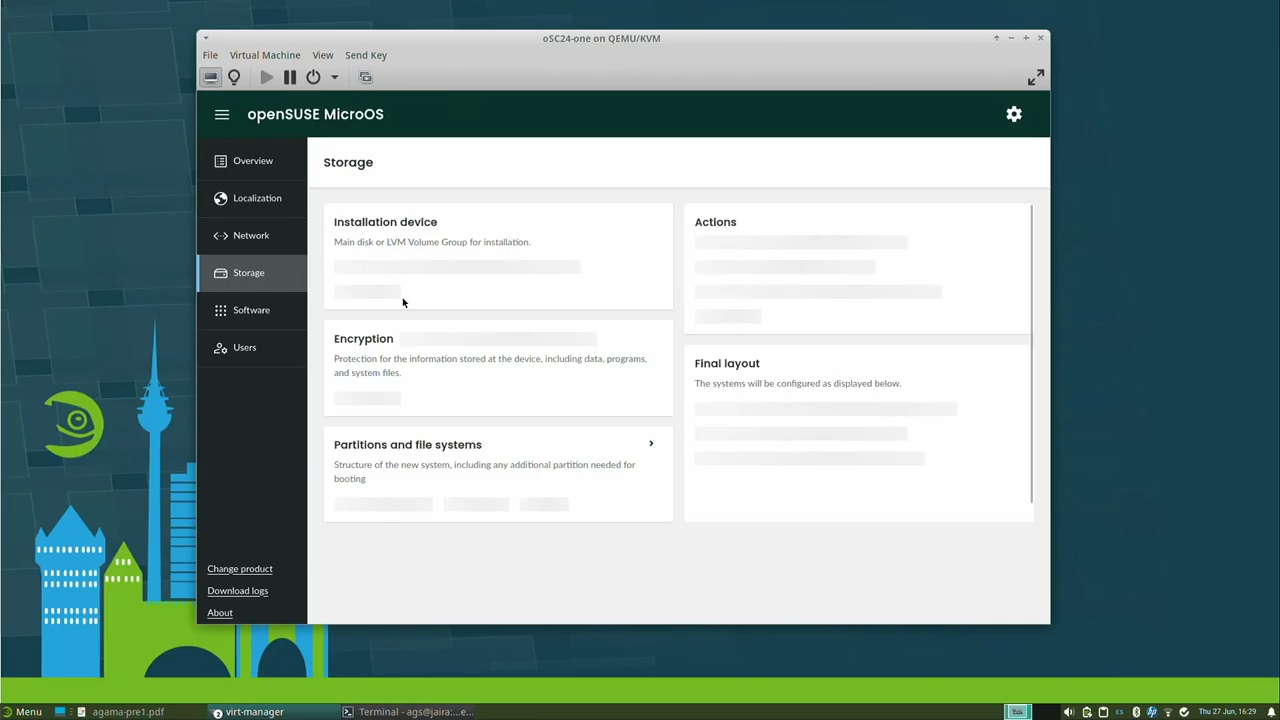 oSC24-one on QEMU/KVM
File Virtual Machine View Send Key
openSUSE MicroOS
Overview
Localization
Network
Storage
Software
Users
Change product
Download logs
About
Storage
Installation device
Main disk or LVM Volume Group for installation.
Encryption
Protection for the information stored at the device, including data, programs,
and system files.
Partitions and file systems
Structure of the new system, including any additional partition needed for
booting
Actions
Final layout
The systems will be configured as displayed below.
Menu agama-pre1.pdf 2 virt-manager Terminal - ags@jaira:...e... ES Thu 27 Jun, 16:29